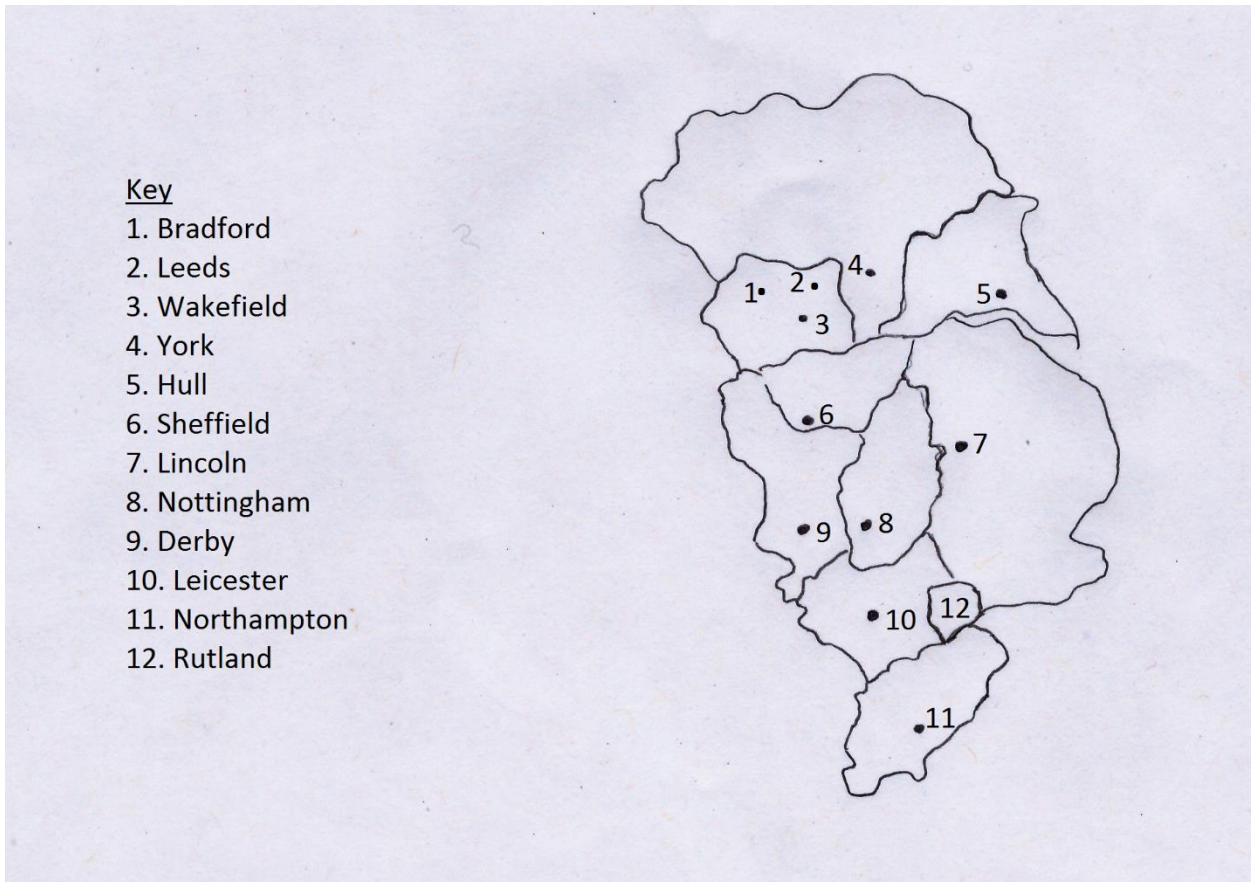 Key
1. Bradford
2. Leeds
3. Wakefield
4. York
5. Hull
6. Sheffield
7. Lincoln
8. Nottingham
9. Derby
10. Leicester
11. Northampton
12. Rutland
4
1
2
5
3
6
7
8
9
12
10
11